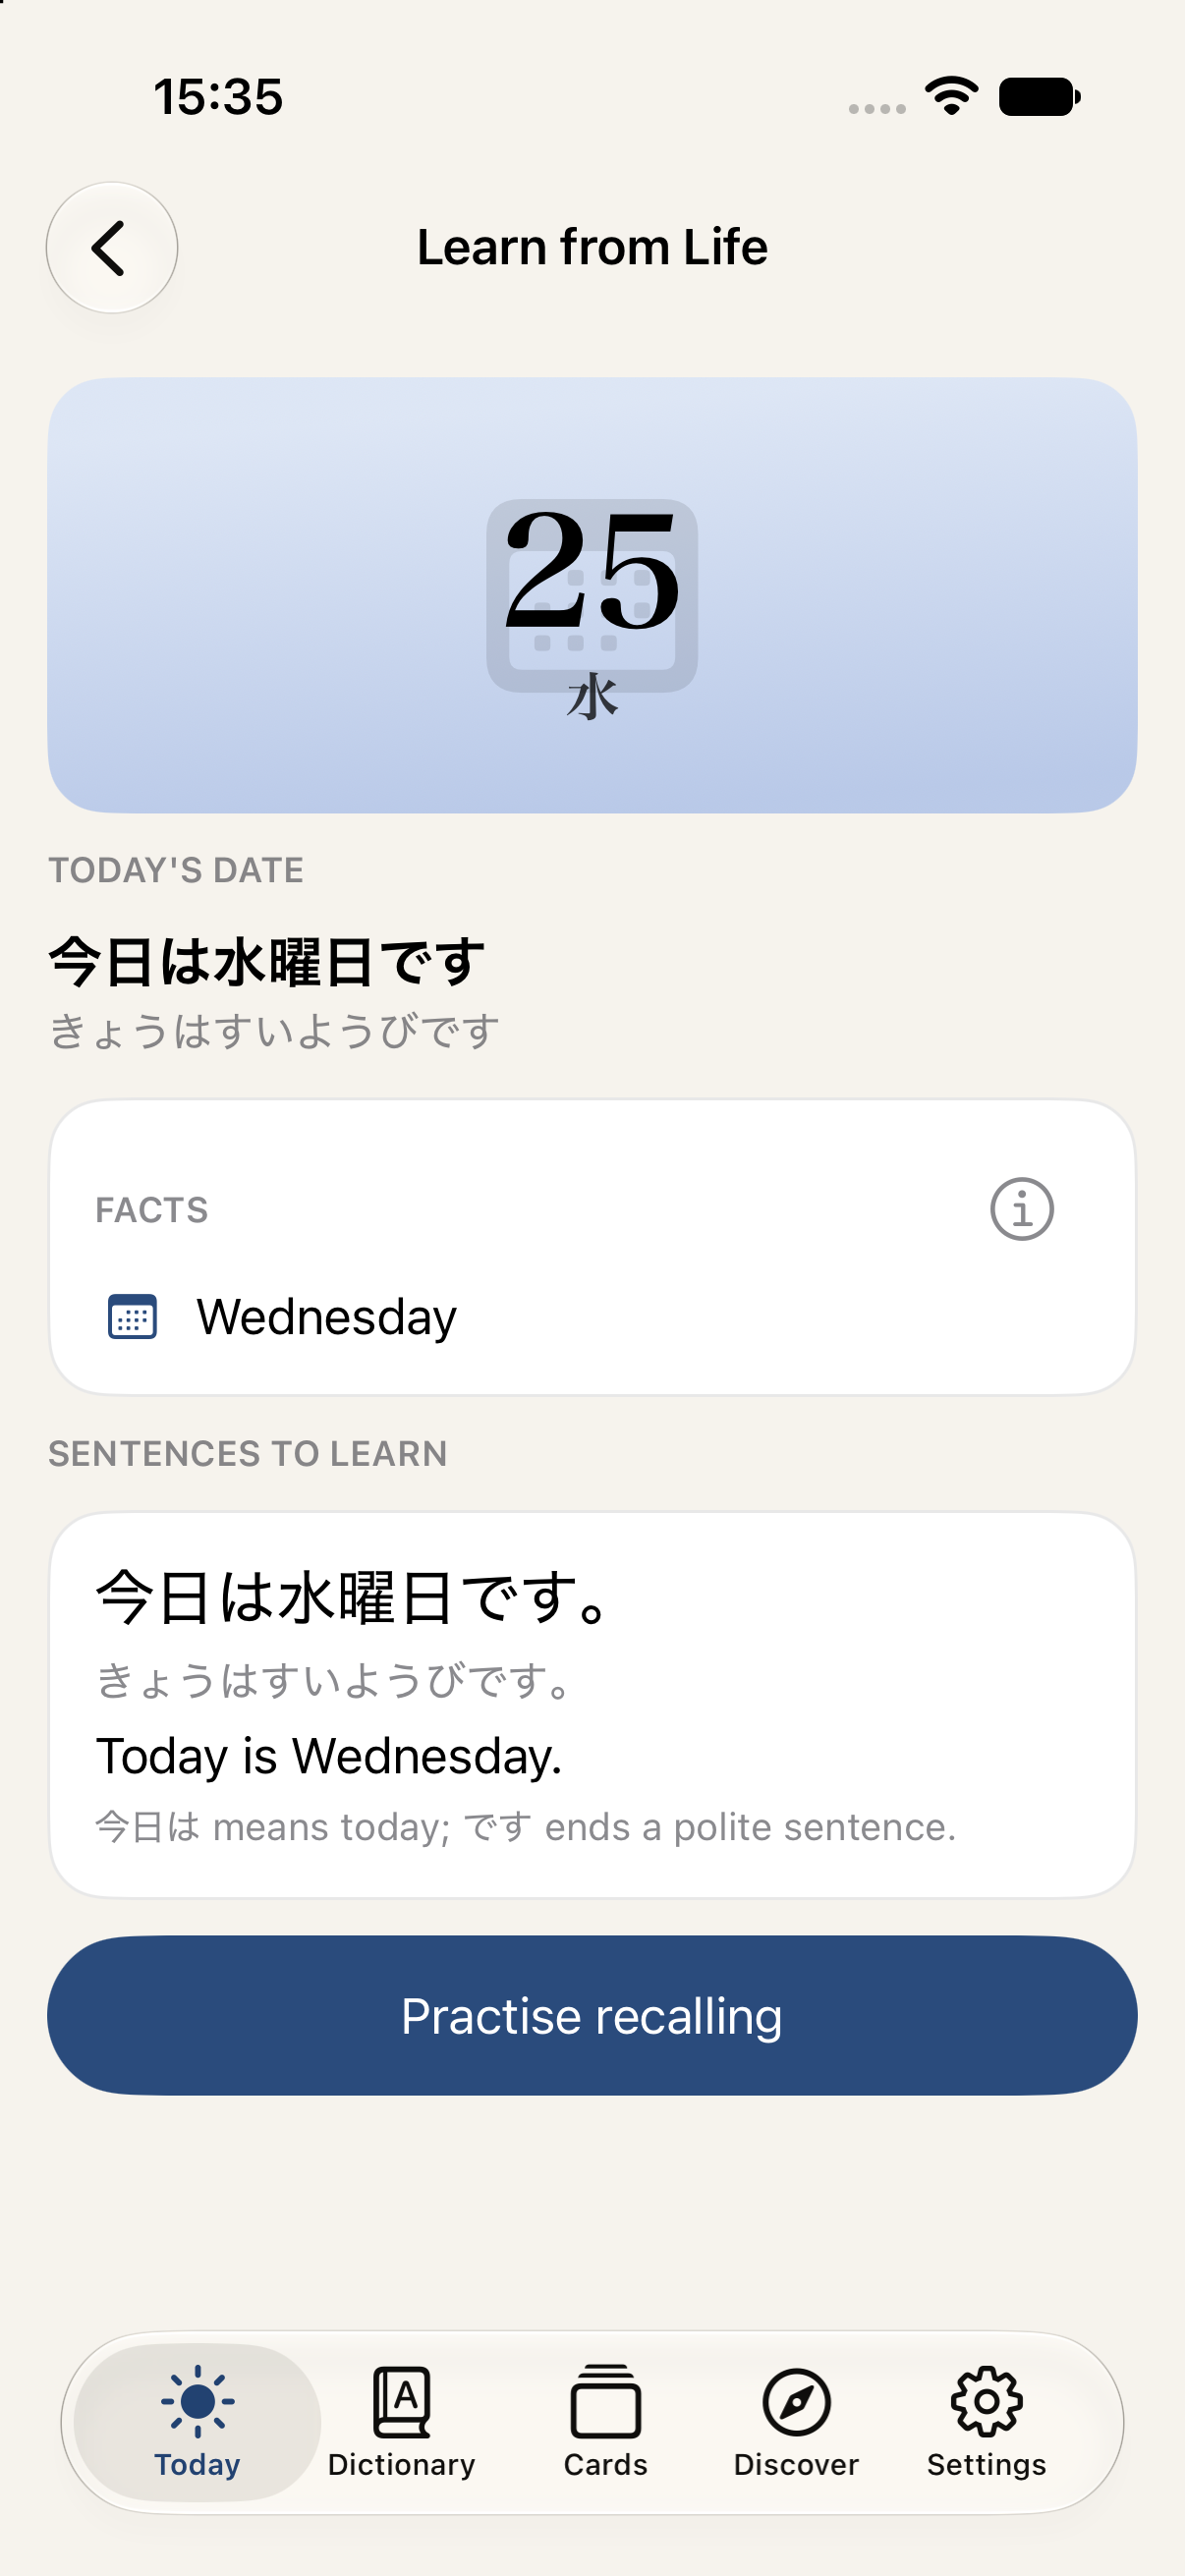 15:35
Learn from Life
25
水
TODAY'S DATE
今日は水曜日です
きょうはすいようびです
FACTS
Wednesday
SENTENCES TO LEARN
今日は水曜日です。
きょうはすいようびです。
Today is Wednesday.
今日は means today; です ends a polite sentence.
Practise recalling
Today Dictionary Cards Discover Settings